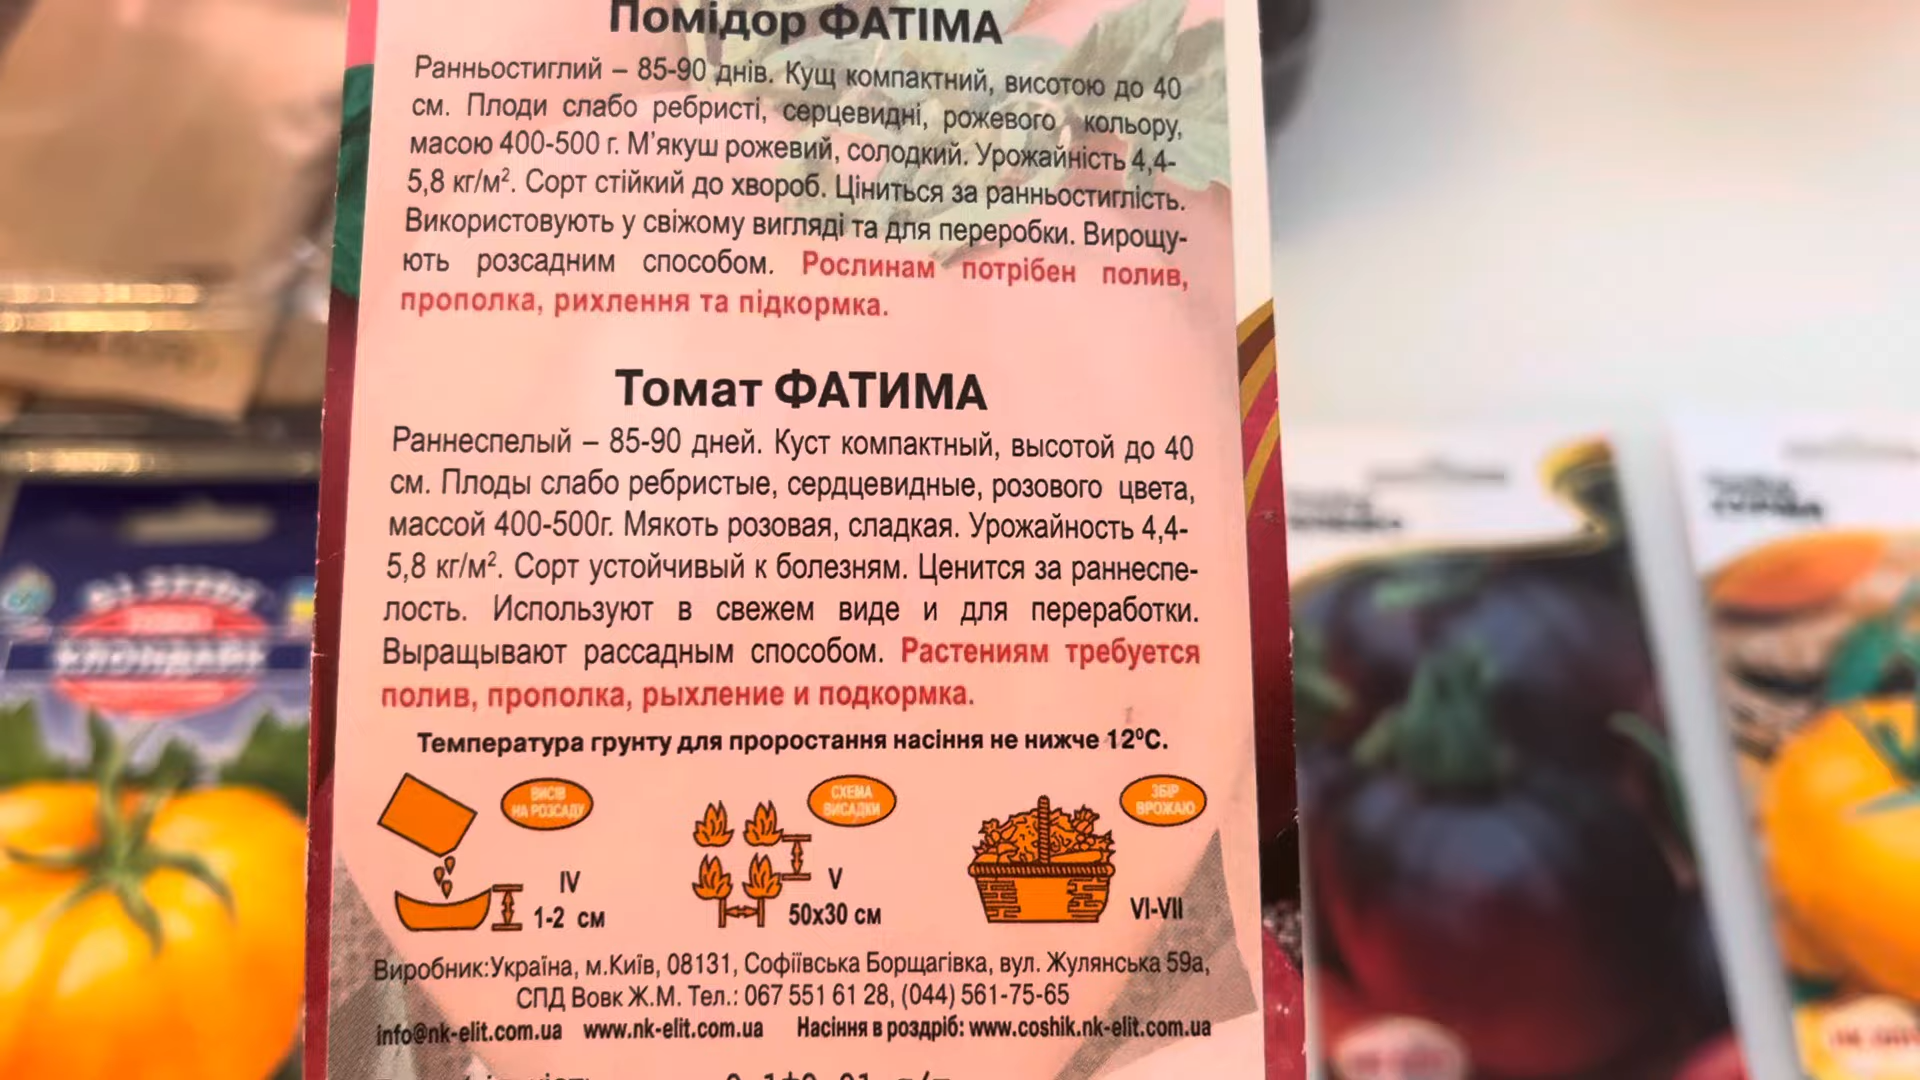 Помідор ФАТІМА
Ранньостиглий – 85-90 днів. Кущ компактний, висотою до 40
см. Плоди слабо ребристі, серцевидні, рожевого кольору,
масою 400-500 г. М'якуш рожевий, солодкий. Урожайність 4,4-
5,8 кг/м². Сорт стійкий до хвороб. Ціниться за ранньостиглість.
Використовують у свіжому вигляді та для переробки. Вирощу-
ють розсадним способом. Рослинам потрібен полив,
прополка, рихлення та підкормка.
Томат ФАТИМА
Раннеспелый – 85-90 дней. Куст компактный, высотой до 40
см. Плоды слабо ребристые, сердцевидные, розового цвета,
массой 400-500г. Мякоть розовая, сладкая. Урожайность 4,4-
5,8 кг/м². Сорт устойчивый к болезням. Ценится за раннеспе-
лость. Используют в свежем виде и для переработки.
Выращывают рассадным способом. Растениям требуется
полив, прополка, рыхление и подкормка.
Температура грунту для проростання насіння не нижче 12⁰С.
ВИСІВ
НА РОЗСАДУ
IV
1-2 см
СХЕМА
ВИСАДКИ
V
50х30 см
ЗБІР
ВРОЖАЮ
VI-VII
Виробник:Україна, м.Київ, 08131, Софіївська Борщагівка, вул. Жулянська 59а,
СПД Вовк Ж.М. Тел.: 067 551 61 28, (044) 561-75-65
info@nk-elit.com.ua www.nk-elit.com.ua Насіння в роздріб: www.coshik.nk-elit.com.ua
КЛОНДАЙК